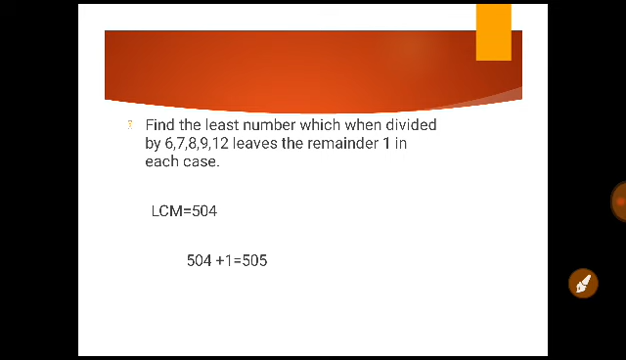 Find the least number which when divided
by 6,7,8,9,12 leaves the remainder 1 in
each case.
LCM=504
504 +1=505